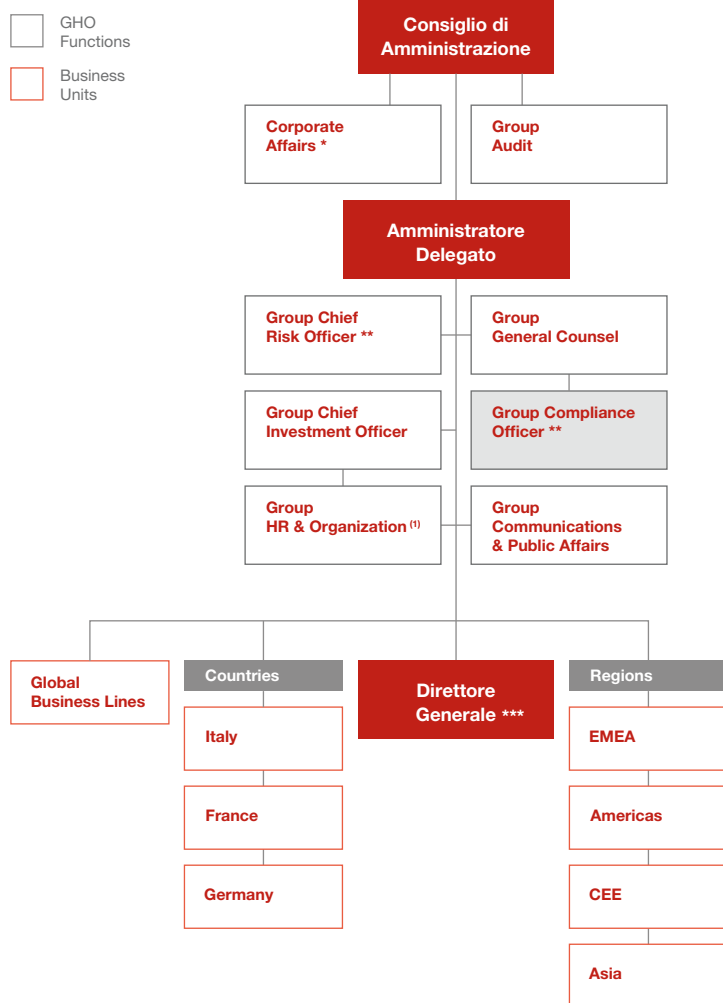 GHO
Functions
Business
Units
Consiglio di
Amministrazione
Corporate
Affairs *
Group
Audit
Amministratore
Delegato
Group Chief
Risk Officer **
Group
General Counsel
Group Chief
Investment Officer
Group Compliance
Officer **
Group
HR & Organization (1)
Group
Communications
& Public Affairs
Global
Business Lines
Countries
Italy
France
Germany
Direttore
Generale ***
Regions
EMEA
Americas
CEE
Asia